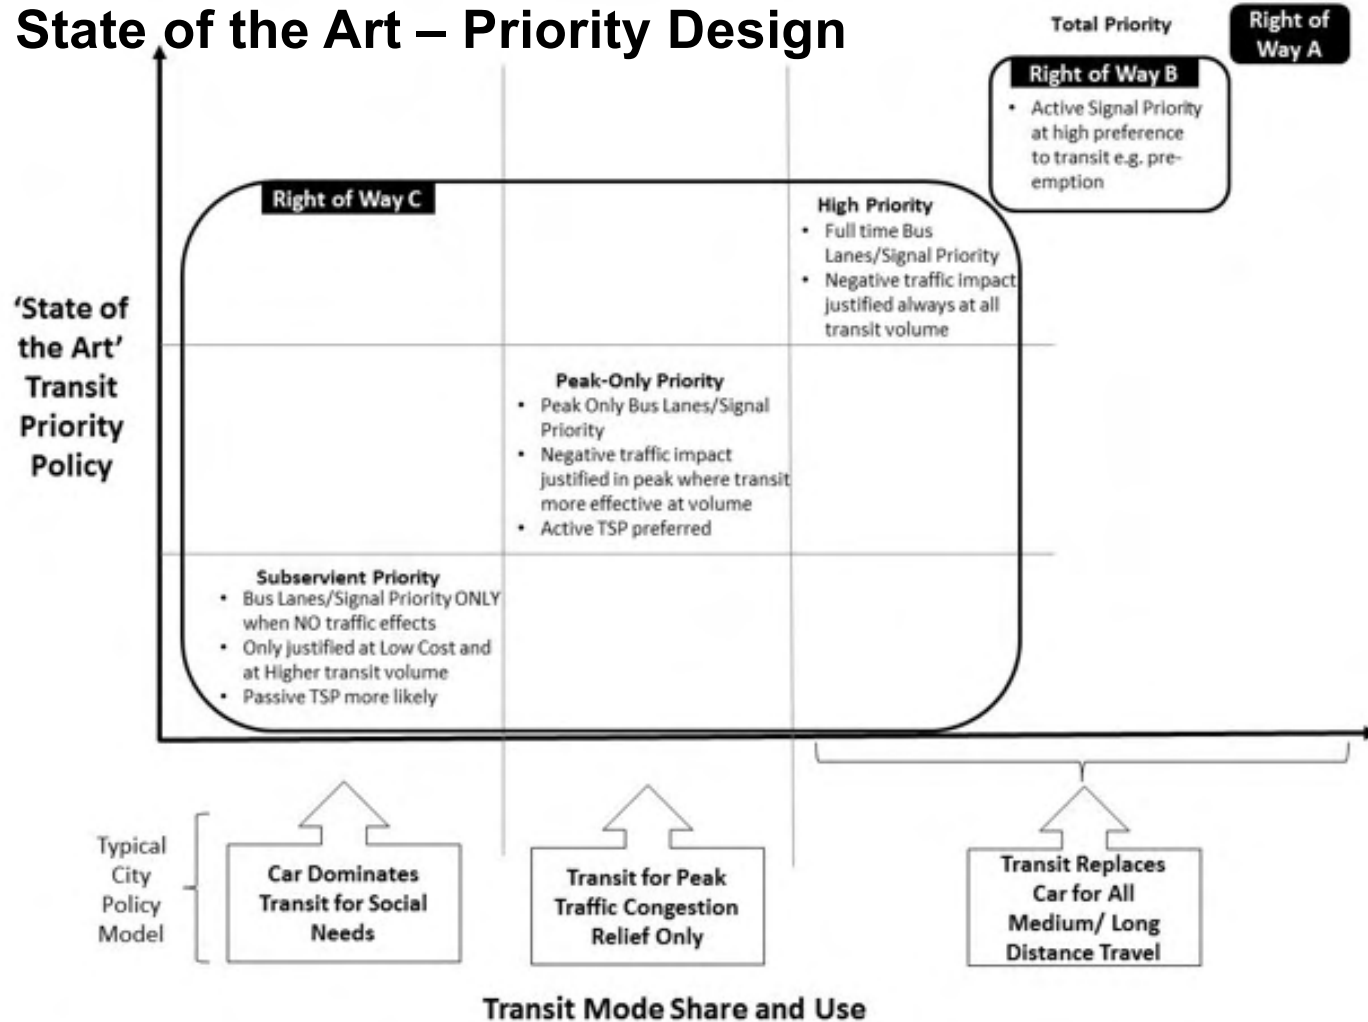 State of the Art – Priority Design
Total Priority
Right of
Way A
Right of Way B
• Active Signal Priority
at high preference
to transit e.g. pre-
emption
Right of Way C
High Priority
• Full time Bus
Lanes/Signal Priority
• Negative traffic impact
justified always at all
transit volume
'State of
the Art'
Transit
Priority
Policy
Peak-Only Priority
• Peak Only Bus Lanes/Signal
Priority
• Negative traffic impact
justified in peak where transit
more effective at volume
• Active TSP preferred
Subservient Priority
• Bus Lanes/Signal Priority ONLY
when NO traffic effects
• Only justified at Low Cost and
at Higher transit volume
• Passive TSP more likely
Typical
City
Policy
Model
Car Dominates
Transit for Social
Needs
Transit for Peak
Traffic Congestion
Relief Only
Transit Replaces
Car for All
Medium/ Long
Distance Travel
Transit Mode Share and Use